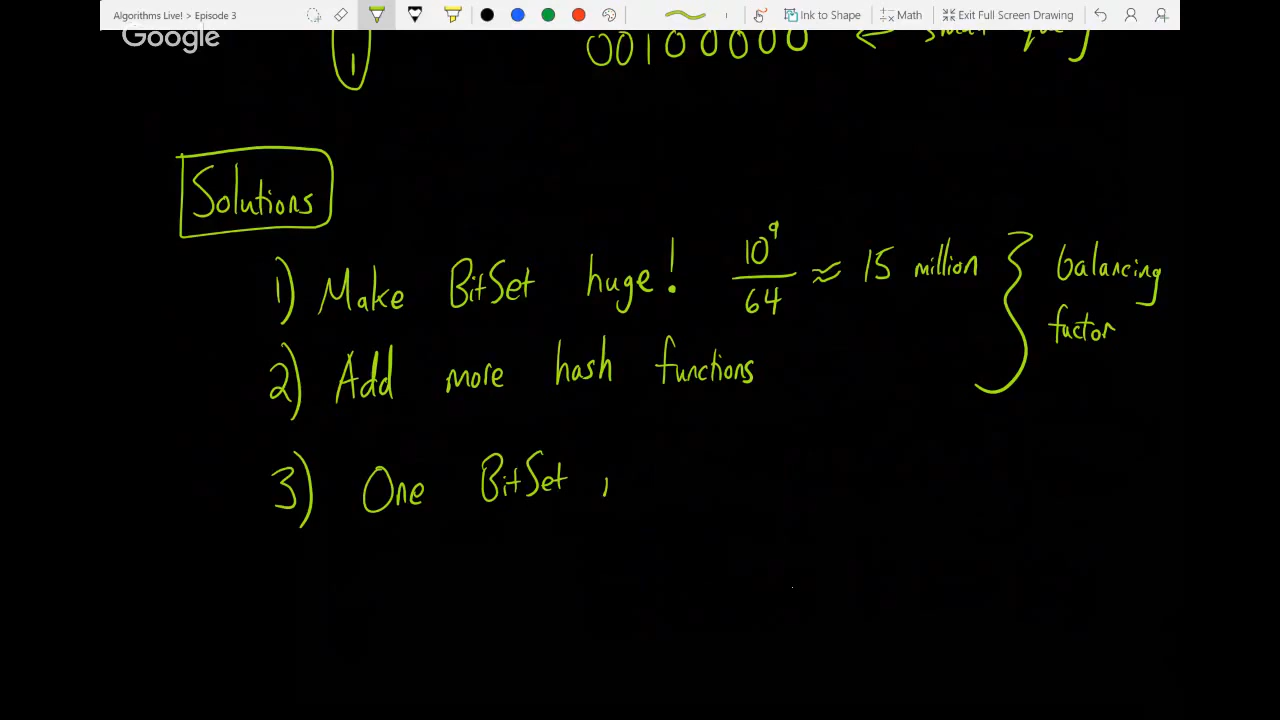 Algorithms Live! > Episode 3
Ink to Shape
Math
Exit Full Screen Drawing
Google
1
00100000 ←
Solutions
1) Make BitSet huge! 10^9/64 ≈ 15 million } balancing factor
2) Add more hash functions
3) One BitSet